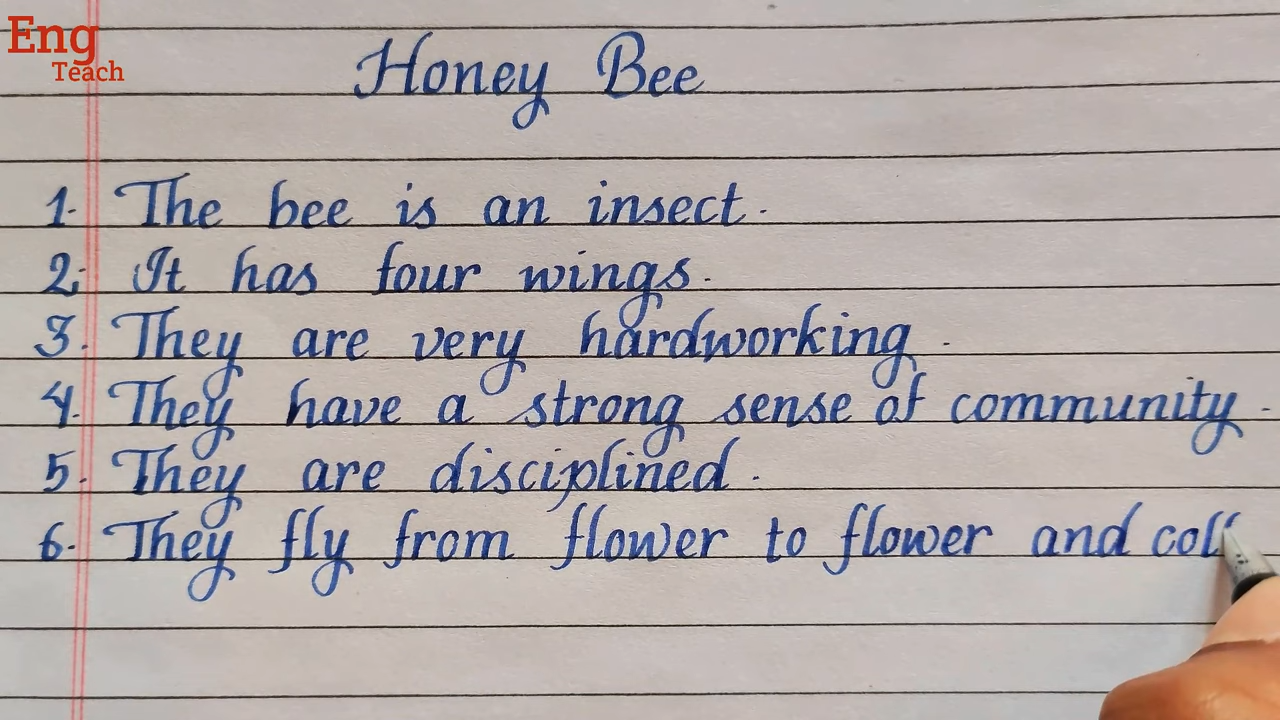 Eng
Teach
Honey Bee
1. The bee is an insect.
2. It has four wings.
3. They are very hardworking.
4. They have a strong sense of community.
5. They are disciplined.
6. They fly from flower to flower and coll